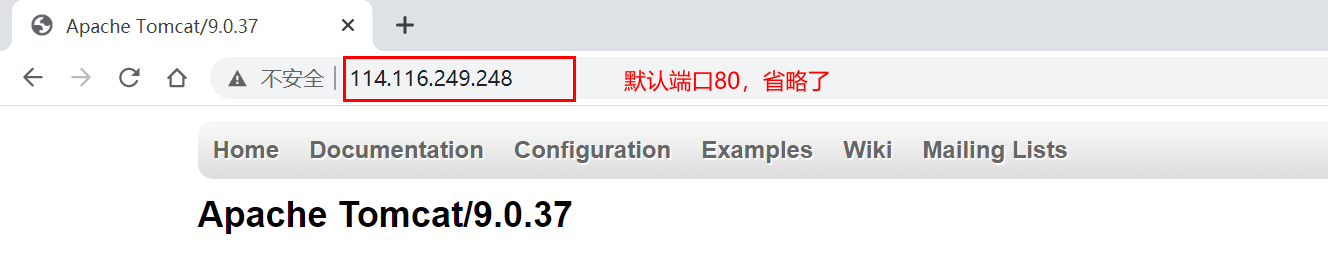 Apache Tomcat/9.0.37
不安全 114.116.249.248 默认端口80，省略了
Home Documentation Configuration Examples Wiki Mailing Lists
Apache Tomcat/9.0.37